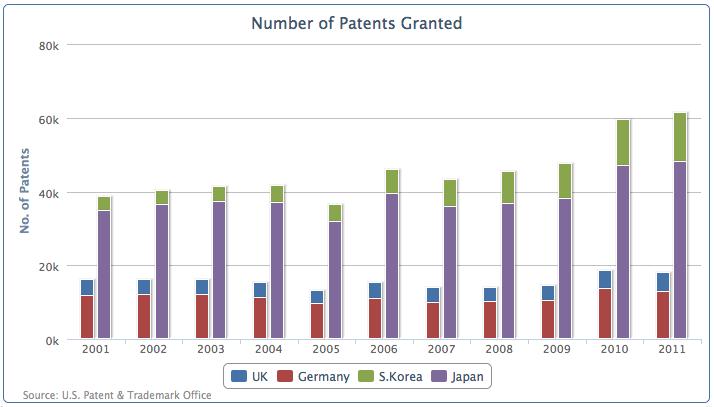 Number of Patents Granted
80k
60k
40k
20k
0k
No. of Patents
2001 2002 2003 2004 2005 2006 2007 2008 2009 2010 2011
UK Germany S.Korea Japan
Source: U.S. Patent & Trademark Office